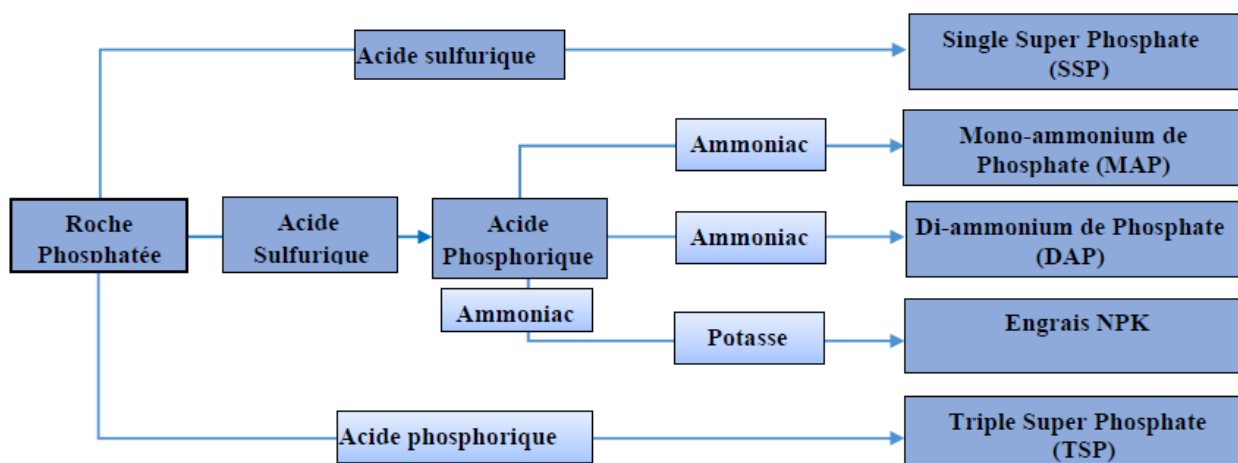 Acide sulfurique
Single Super Phosphate
(SSP)
Ammoniac
Mono-ammonium de
Phosphate (MAP)
Roche
Phosphatée
Acide
Sulfurique
Acide
Phosphorique
Ammoniac
Di-ammonium de Phosphate
(DAP)
Ammoniac
Potasse
Engrais NPK
Acide phosphorique
Triple Super Phosphate
(TSP)